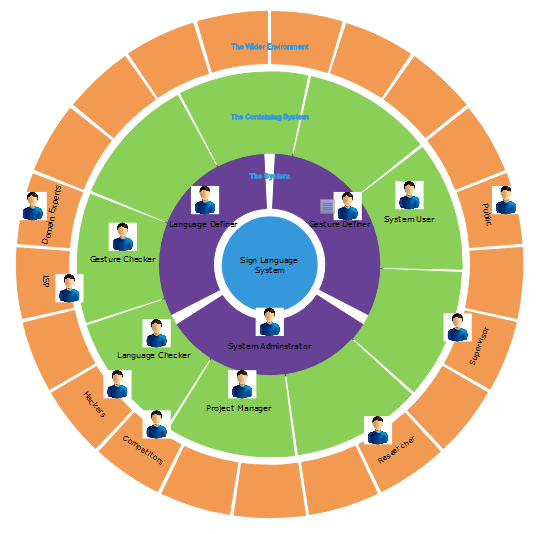 The Wider Environment
The Containing System
The System
Domain Experts
Language Definer
Gesture Definer
System User
Public
Gesture Checker
Sign Language
System
ISP
Language Checker
System Adminstrator
Supervisor
Hackers
Project Manager
Competitors
Researcher